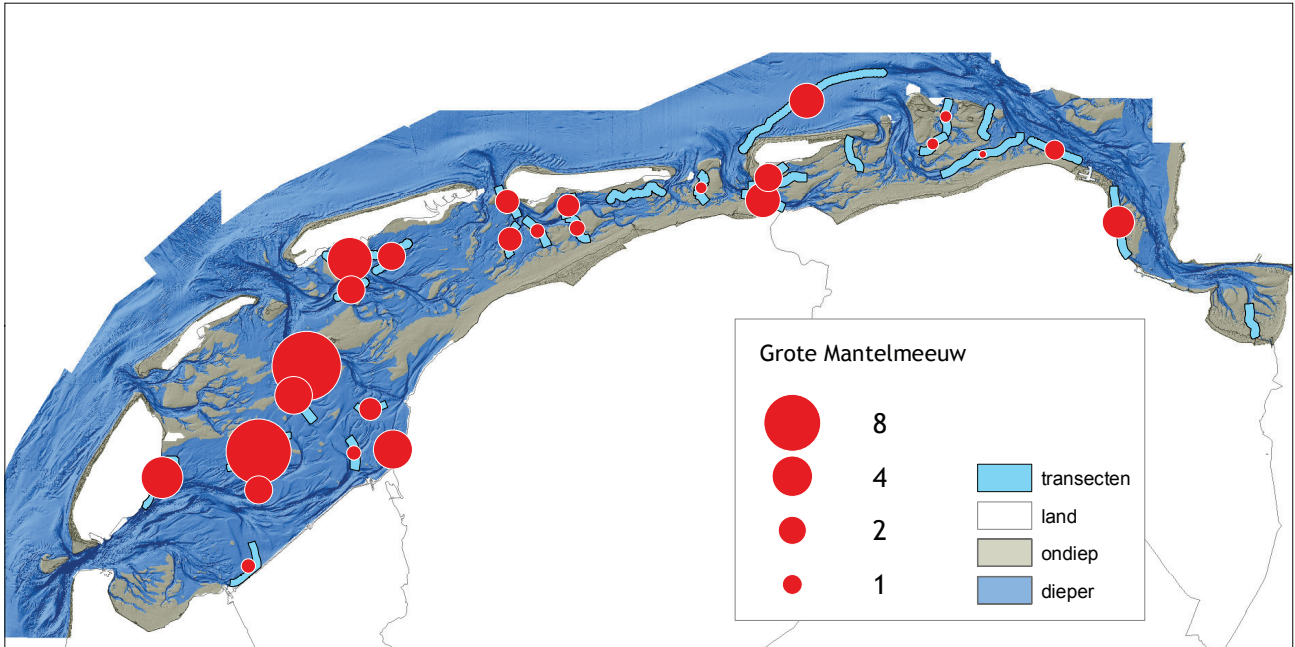 Grote Mantelmeeuw
8
4
2
1
transecten
land
ondiep
dieper